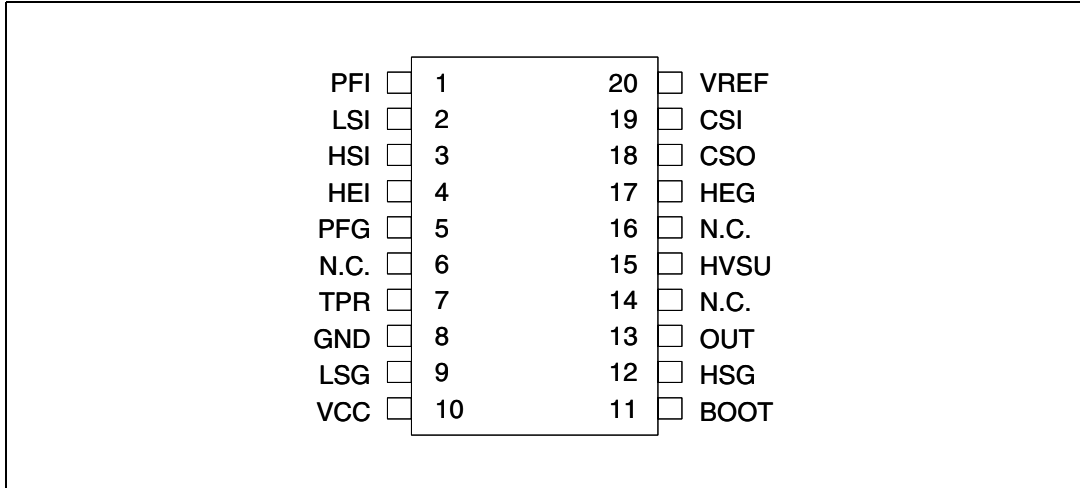 PFI 1 20 VREF
LSI 2 19 CSI
HSI 3 18 CSO
HEI 4 17 HEG
PFG 5 16 N.C.
N.C. 6 15 HVSU
TPR 7 14 N.C.
GND 8 13 OUT
LSG 9 12 HSG
VCC 10 11 BOOT